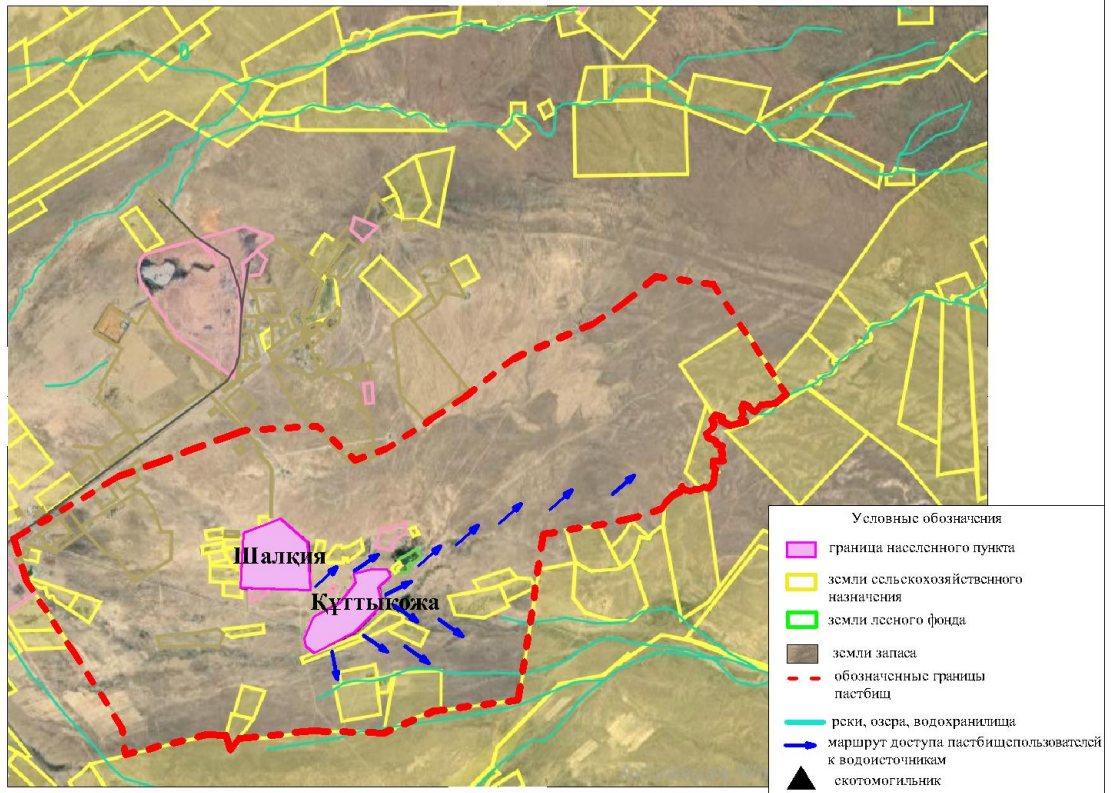 Шалқия
Құттықожа
Условные обозначения
граница населенного пункта
земли сельскохозяйственного
назначения
земли лесного фонда
земли запаса
обозначенные границы
пастбищ
реки, озера, водохранилища
маршрут доступа пастбищепользователей
к водоисточникам
скотомогильник